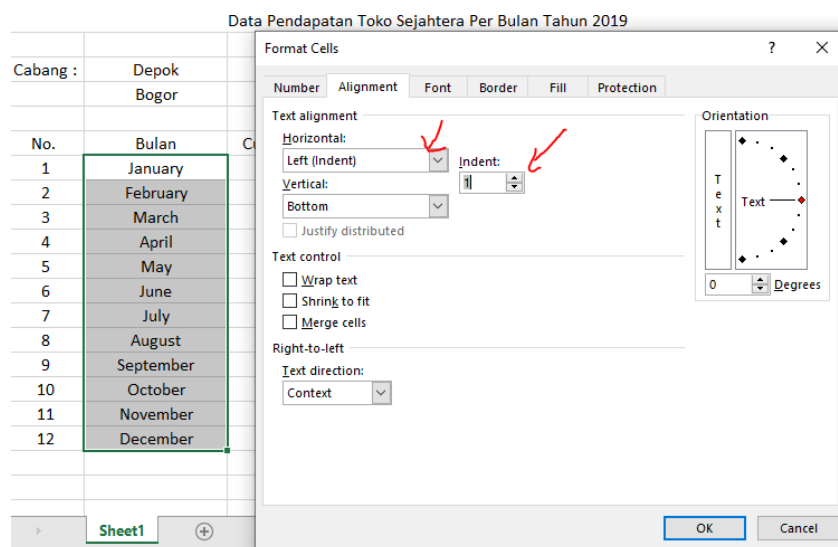 Data Pendapatan Toko Sejahtera Per Bulan Tahun 2019
Cabang : Depok
Bogor
No. Bulan
1 January
2 February
3 March
4 April
5 May
6 June
7 July
8 August
9 September
10 October
11 November
12 December
Sheet1
Format Cells
Number Alignment Font Border Fill Protection
Text alignment
Horizontal:
Left (Indent)
Indent:
1
Vertical:
Bottom
Justify distributed
Text control
Wrap text
Shrink to fit
Merge cells
Right-to-left
Text direction:
Context
Orientation
Text
Text
0 Degrees
OK Cancel